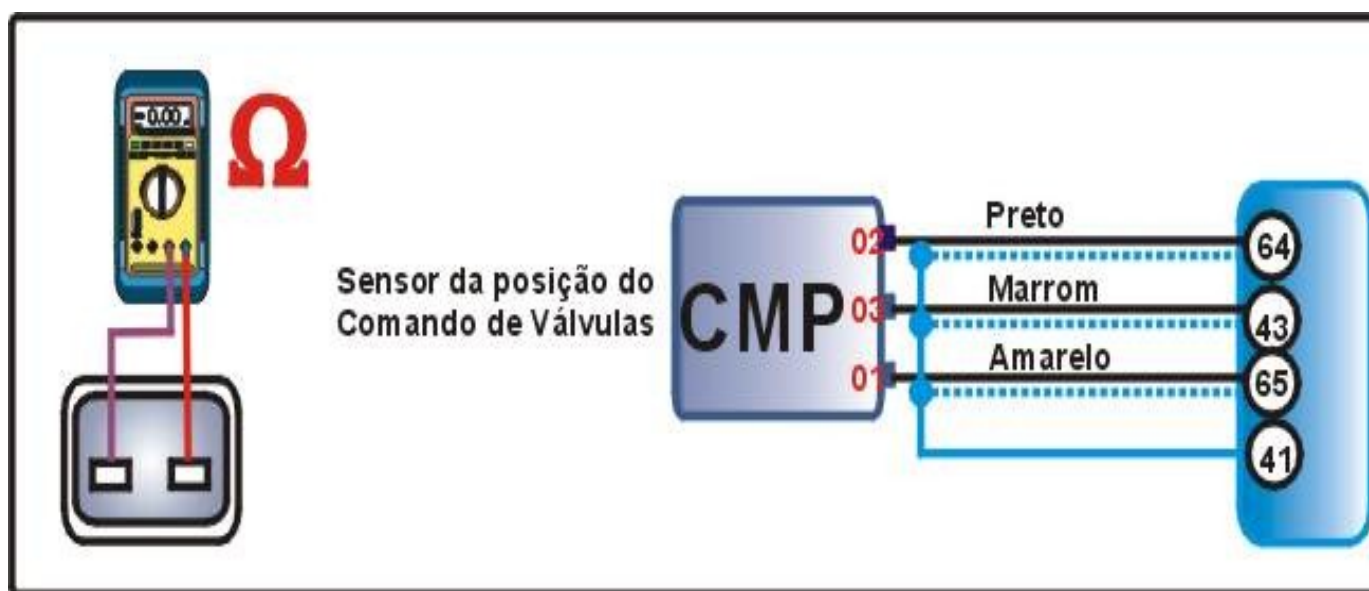 -0.00
Ω
Sensor da posição do
Comando de Válvulas
CMP
02
Preto
64
03
Marrom
43
01
Amarelo
65
41